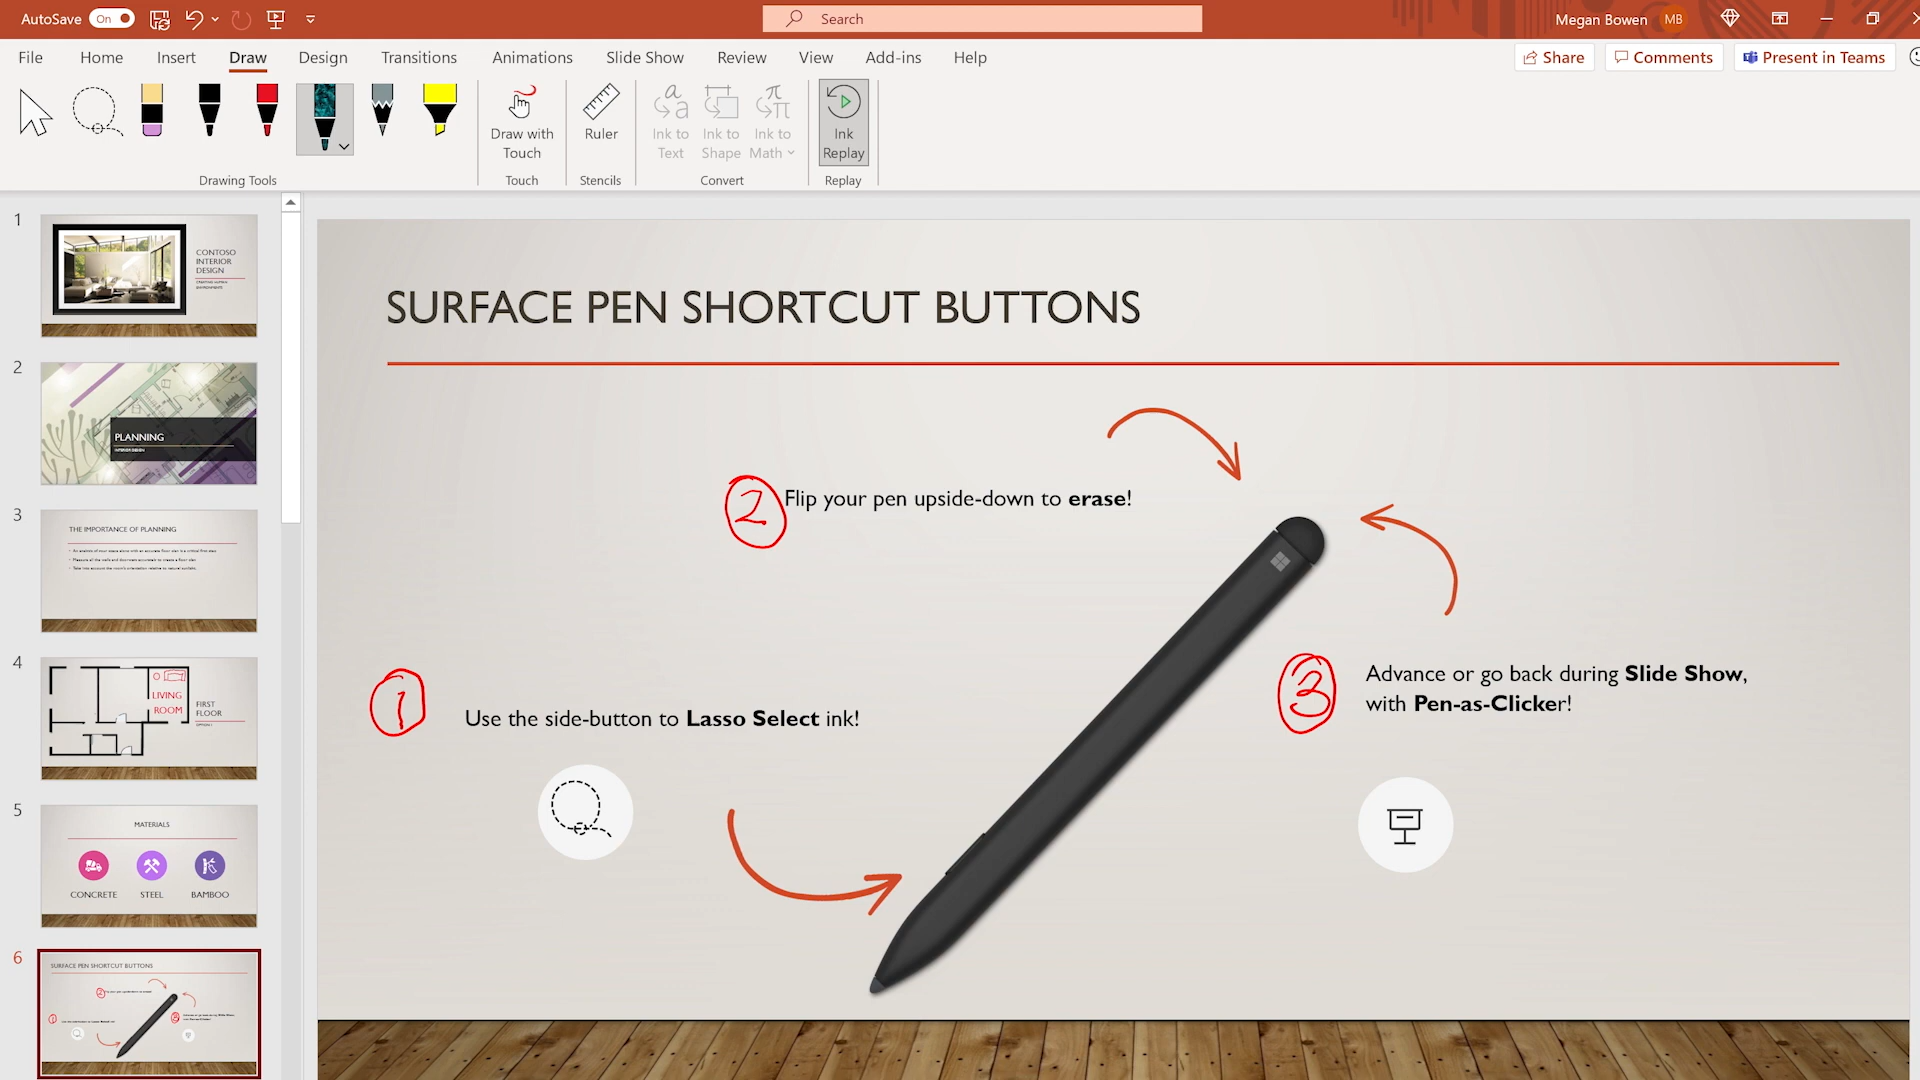 AutoSave On
Search
Megan Bowen MB
File Home Insert Draw Design Transitions Animations Slide Show Review View Add-ins Help
Share Comments Present in Teams
Draw with
Touch
Ruler
Ink to
Text
Ink to
Shape
Ink to
Math
Ink
Replay
Drawing Tools Touch Stencils Convert Replay
1
CONTOSO
INTERIOR
DESIGN
2
PLANNING
INTERIOR DESIGN
3
THE IMPORTANCE OF PLANNING
4
LIVING
ROOM
FIRST
FLOOR
5
MATERIALS
CONCRETE STEEL BAMBOO
6
SURFACE PEN SHORTCUT BUTTONS
SURFACE PEN SHORTCUT BUTTONS
2 Flip your pen upside-down to erase!
1 Use the side-button to Lasso Select ink!
3 Advance or go back during Slide Show,
with Pen-as-Clicker!